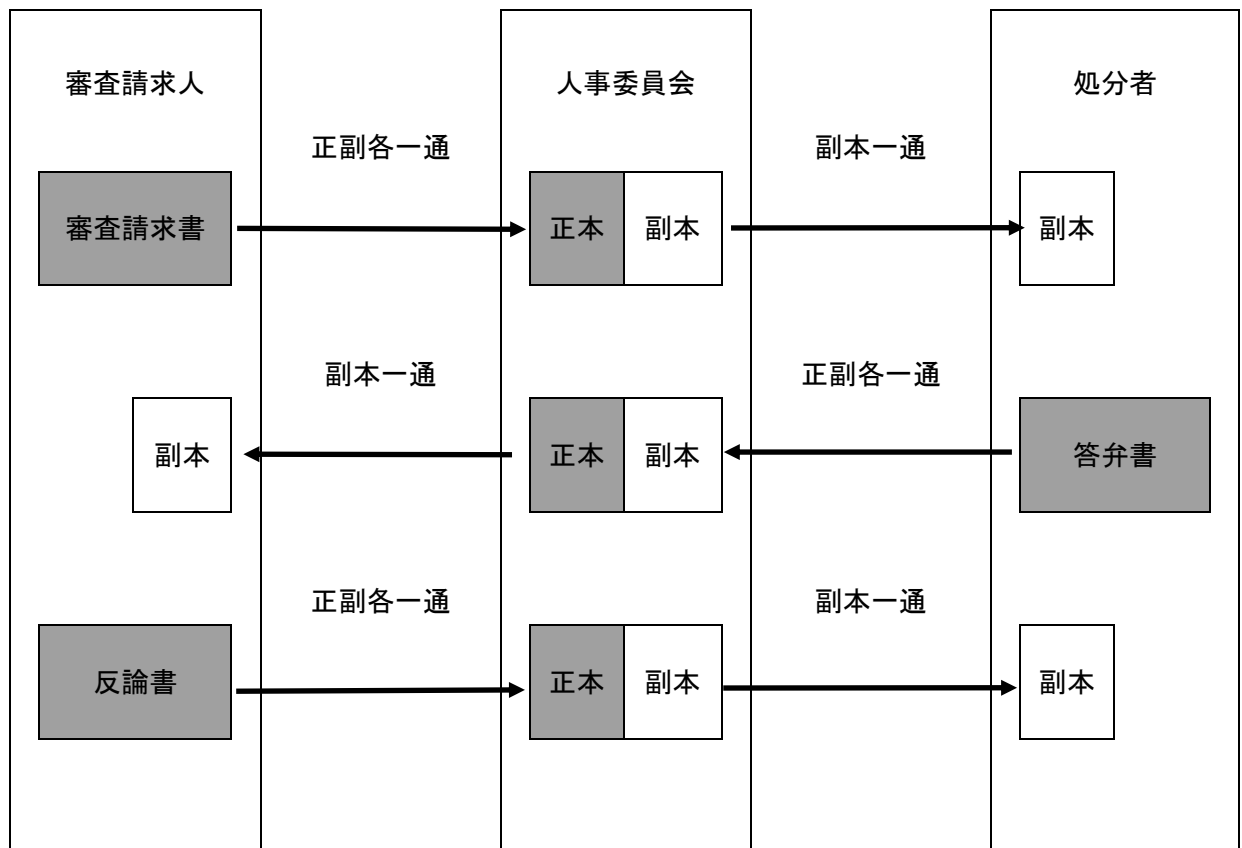 審査請求人
人事委員会
処分者
正副各一通
副本一通
審査請求書
正本
副本
副本
副本一通
正副各一通
副本
正本
副本
答弁書
正副各一通
副本一通
反論書
正本
副本
副本